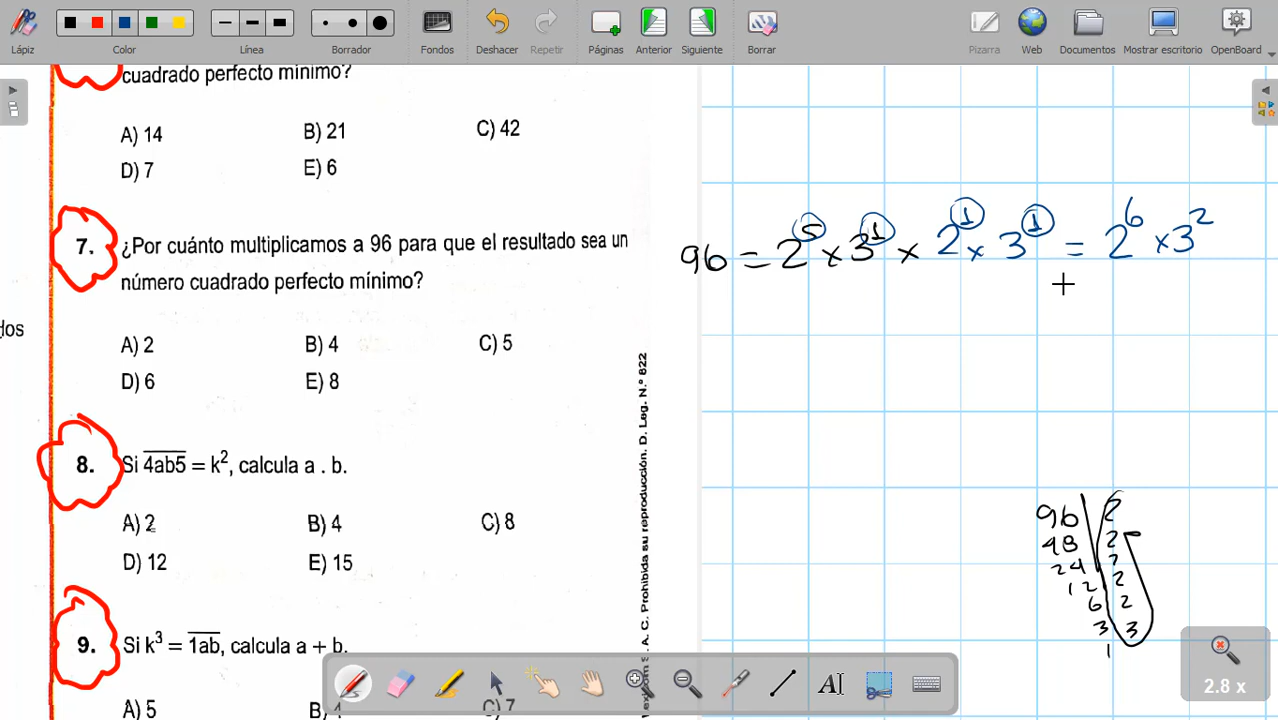 Lápiz
Color
Línea
Borrador
Fondos
Deshacer
Repetir
Páginas
Anterior
Siguiente
Borrar
Pizarra
Web
Documentos
Mostrar escritorio
OpenBoard
cuadrado perfecto mínimo?
A) 14 B) 21 C) 42
D) 7 E) 6
7. ¿Por cuánto multiplicamos a 96 para que el resultado sea un
número cuadrado perfecto mínimo?
A) 2 B) 4 C) 5
D) 6 E) 8
8. Si 4ab5 = k², calcula a . b.
A) 2 B) 4 C) 8
D) 12 E) 15
9. Si k³ = 1ab, calcula a + b.
A) 5
C) 7
S. A. C. Prohibida su reproducción. D. Leg. N.º 822
96 = 2⁵ x 3¹ x 2¹ x 3¹ = 2⁶ x 3²
96 2
48 2
24 2
12 2
6 2
3 3
1
2.8 x